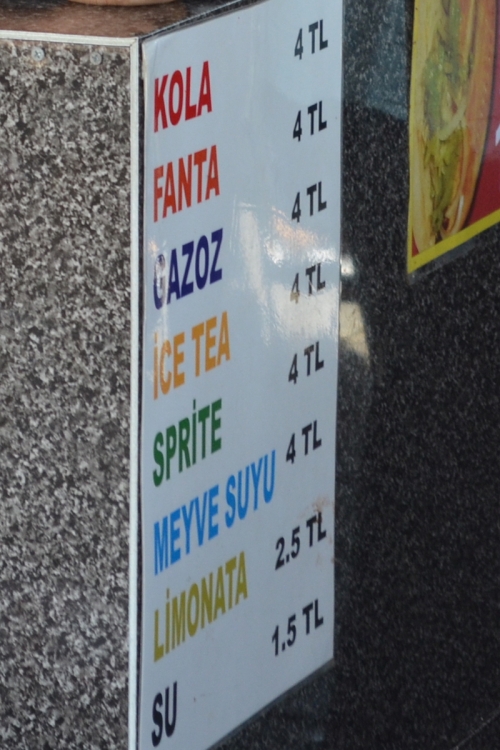 KOLA 4 TL
FANTA 4 TL
GAZOZ 4 TL
İCE TEA 4 TL
SPRİTE 4 TL
MEYVE SUYU 4 TL
LİMONATA 2.5 TL
SU 1.5 TL